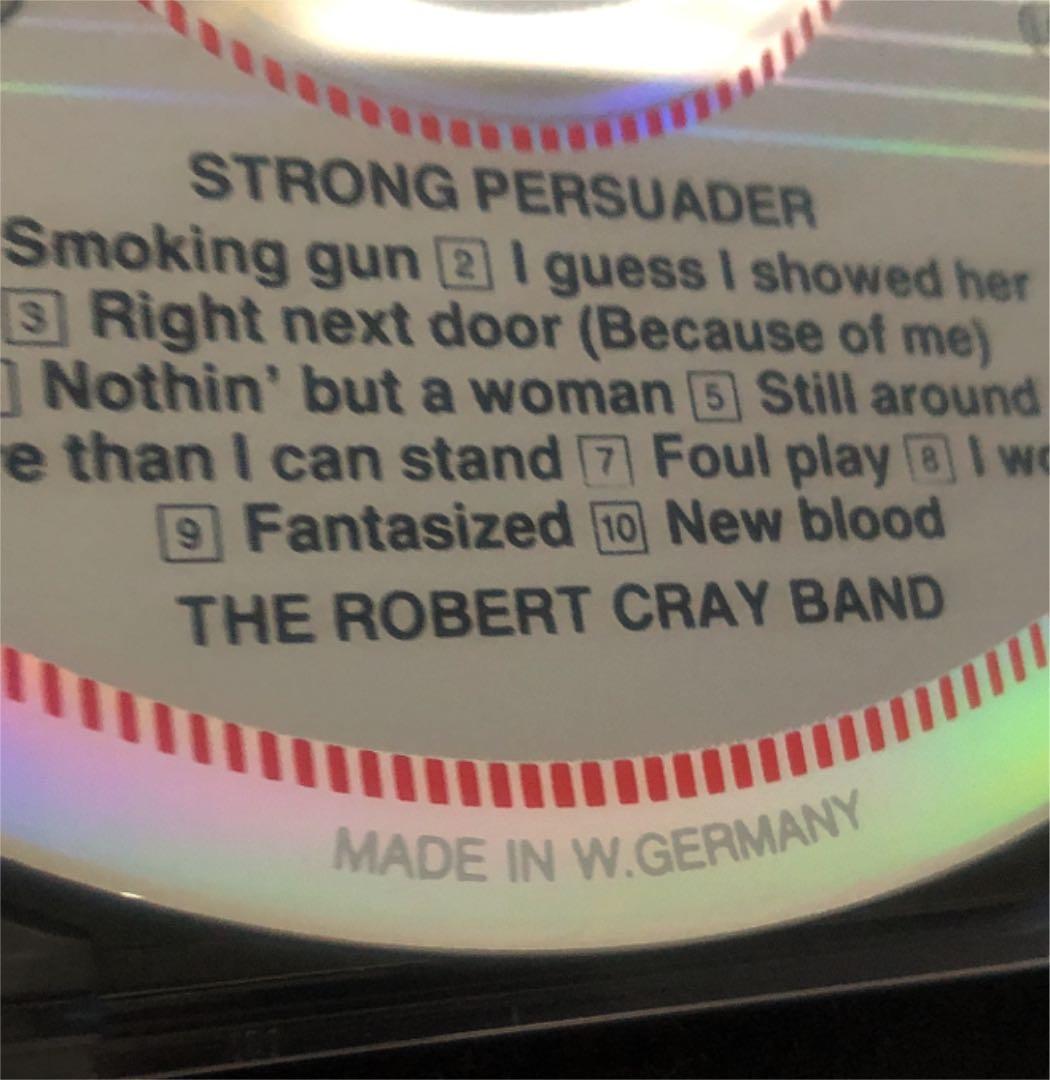 STRONG PERSUADER
Smoking gun 2 I guess I showed her
3 Right next door (Because of me)
Nothin' but a woman 5 Still around
e than I can stand 7 Foul play 8 I wo
9 Fantasized 10 New blood
THE ROBERT CRAY BAND
MADE IN W.GERMANY